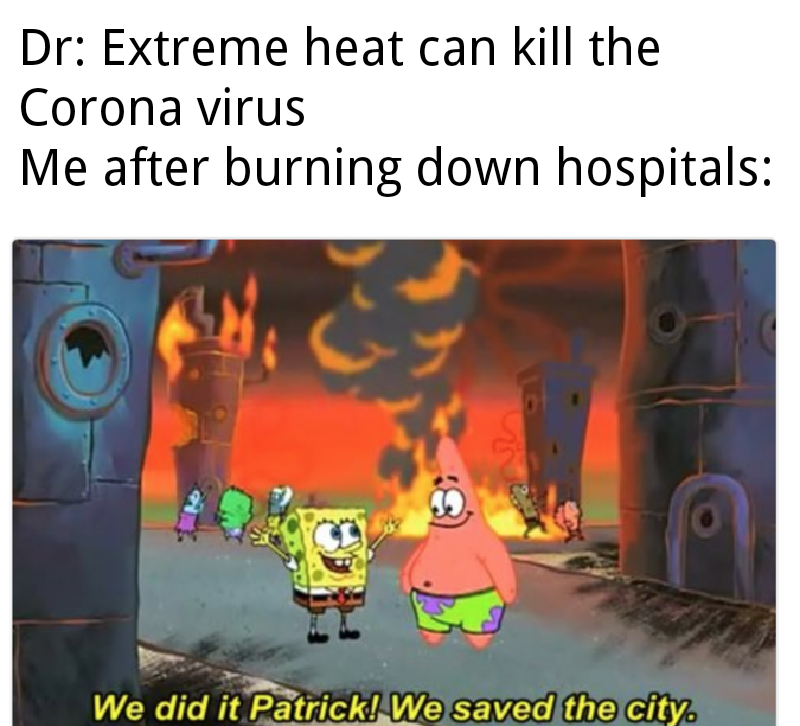 Dr: Extreme heat can kill the
Corona virus
Me after burning down hospitals:
We did it Patrick! We saved the city.